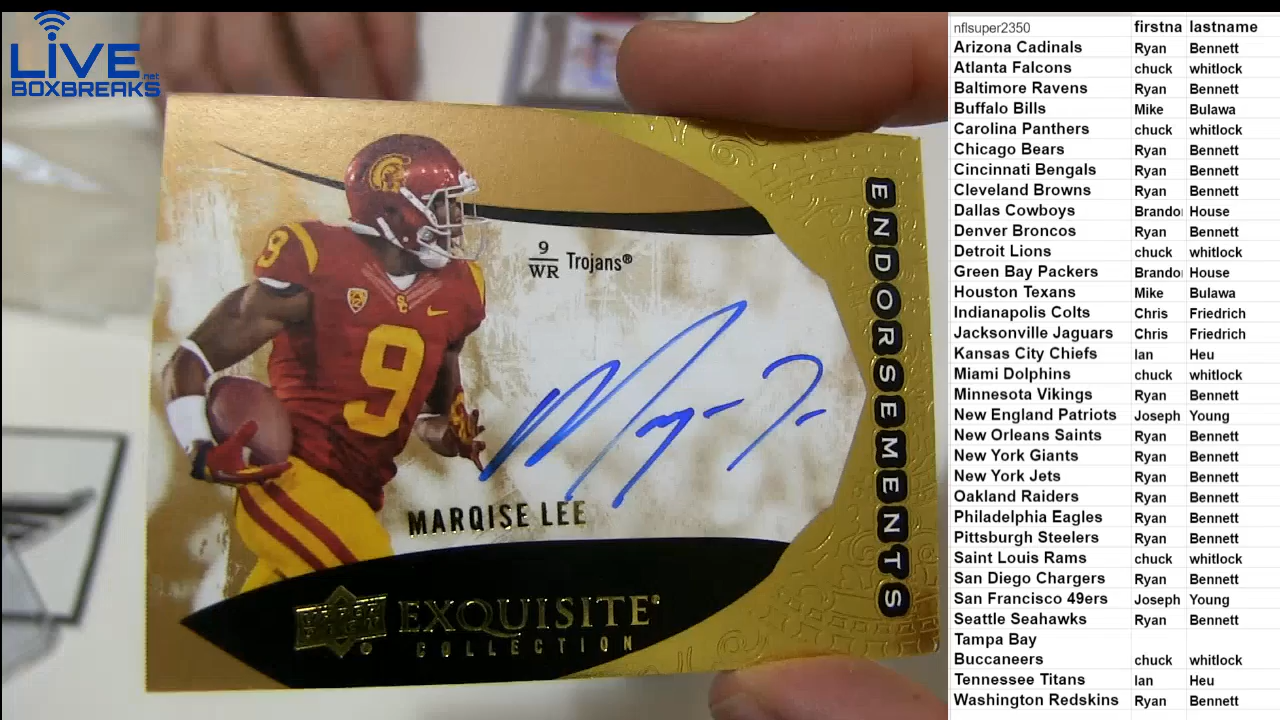 LIVE
.net
BOXBREAKS
9
WR
Trojans®
9
SC
9
MARQISE LEE
UPPER DECK
EXQUISITE®
COLLECTION
ENDORSEMENTS
nflsuper2350 firstna lastname
Arizona Cadinals Ryan Bennett
Atlanta Falcons chuck whitlock
Baltimore Ravens Ryan Bennett
Buffalo Bills Mike Bulawa
Carolina Panthers chuck whitlock
Chicago Bears Ryan Bennett
Cincinnati Bengals Ryan Bennett
Cleveland Browns Ryan Bennett
Dallas Cowboys Brando House
Denver Broncos Ryan Bennett
Detroit Lions chuck whitlock
Green Bay Packers Brando House
Houston Texans Mike Bulawa
Indianapolis Colts Chris Friedrich
Jacksonville Jaguars Chris Friedrich
Kansas City Chiefs Ian Heu
Miami Dolphins chuck whitlock
Minnesota Vikings Ryan Bennett
New England Patriots Joseph Young
New Orleans Saints Ryan Bennett
New York Giants Ryan Bennett
New York Jets Ryan Bennett
Oakland Raiders Ryan Bennett
Philadelphia Eagles Ryan Bennett
Pittsburgh Steelers Ryan Bennett
Saint Louis Rams chuck whitlock
San Diego Chargers Ryan Bennett
San Francisco 49ers Joseph Young
Seattle Seahawks Ryan Bennett
Tampa Bay
Buccaneers chuck whitlock
Tennessee Titans Ian Heu
Washington Redskins Ryan Bennett